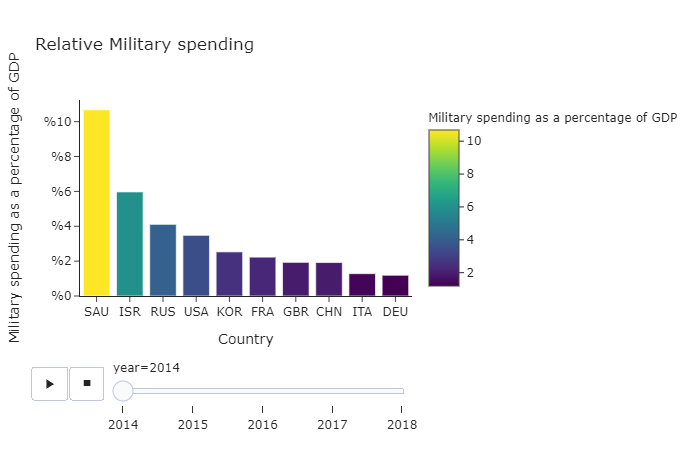 Relative Military spending
Military spending as a percentage of GDP
%10
%8
%6
%4
%2
%0
SAU ISR RUS USA KOR FRA GBR CHN ITA DEU
Country
Military spending as a percentage of GDP
10
8
6
4
2
year=2014
2014 2015 2016 2017 2018